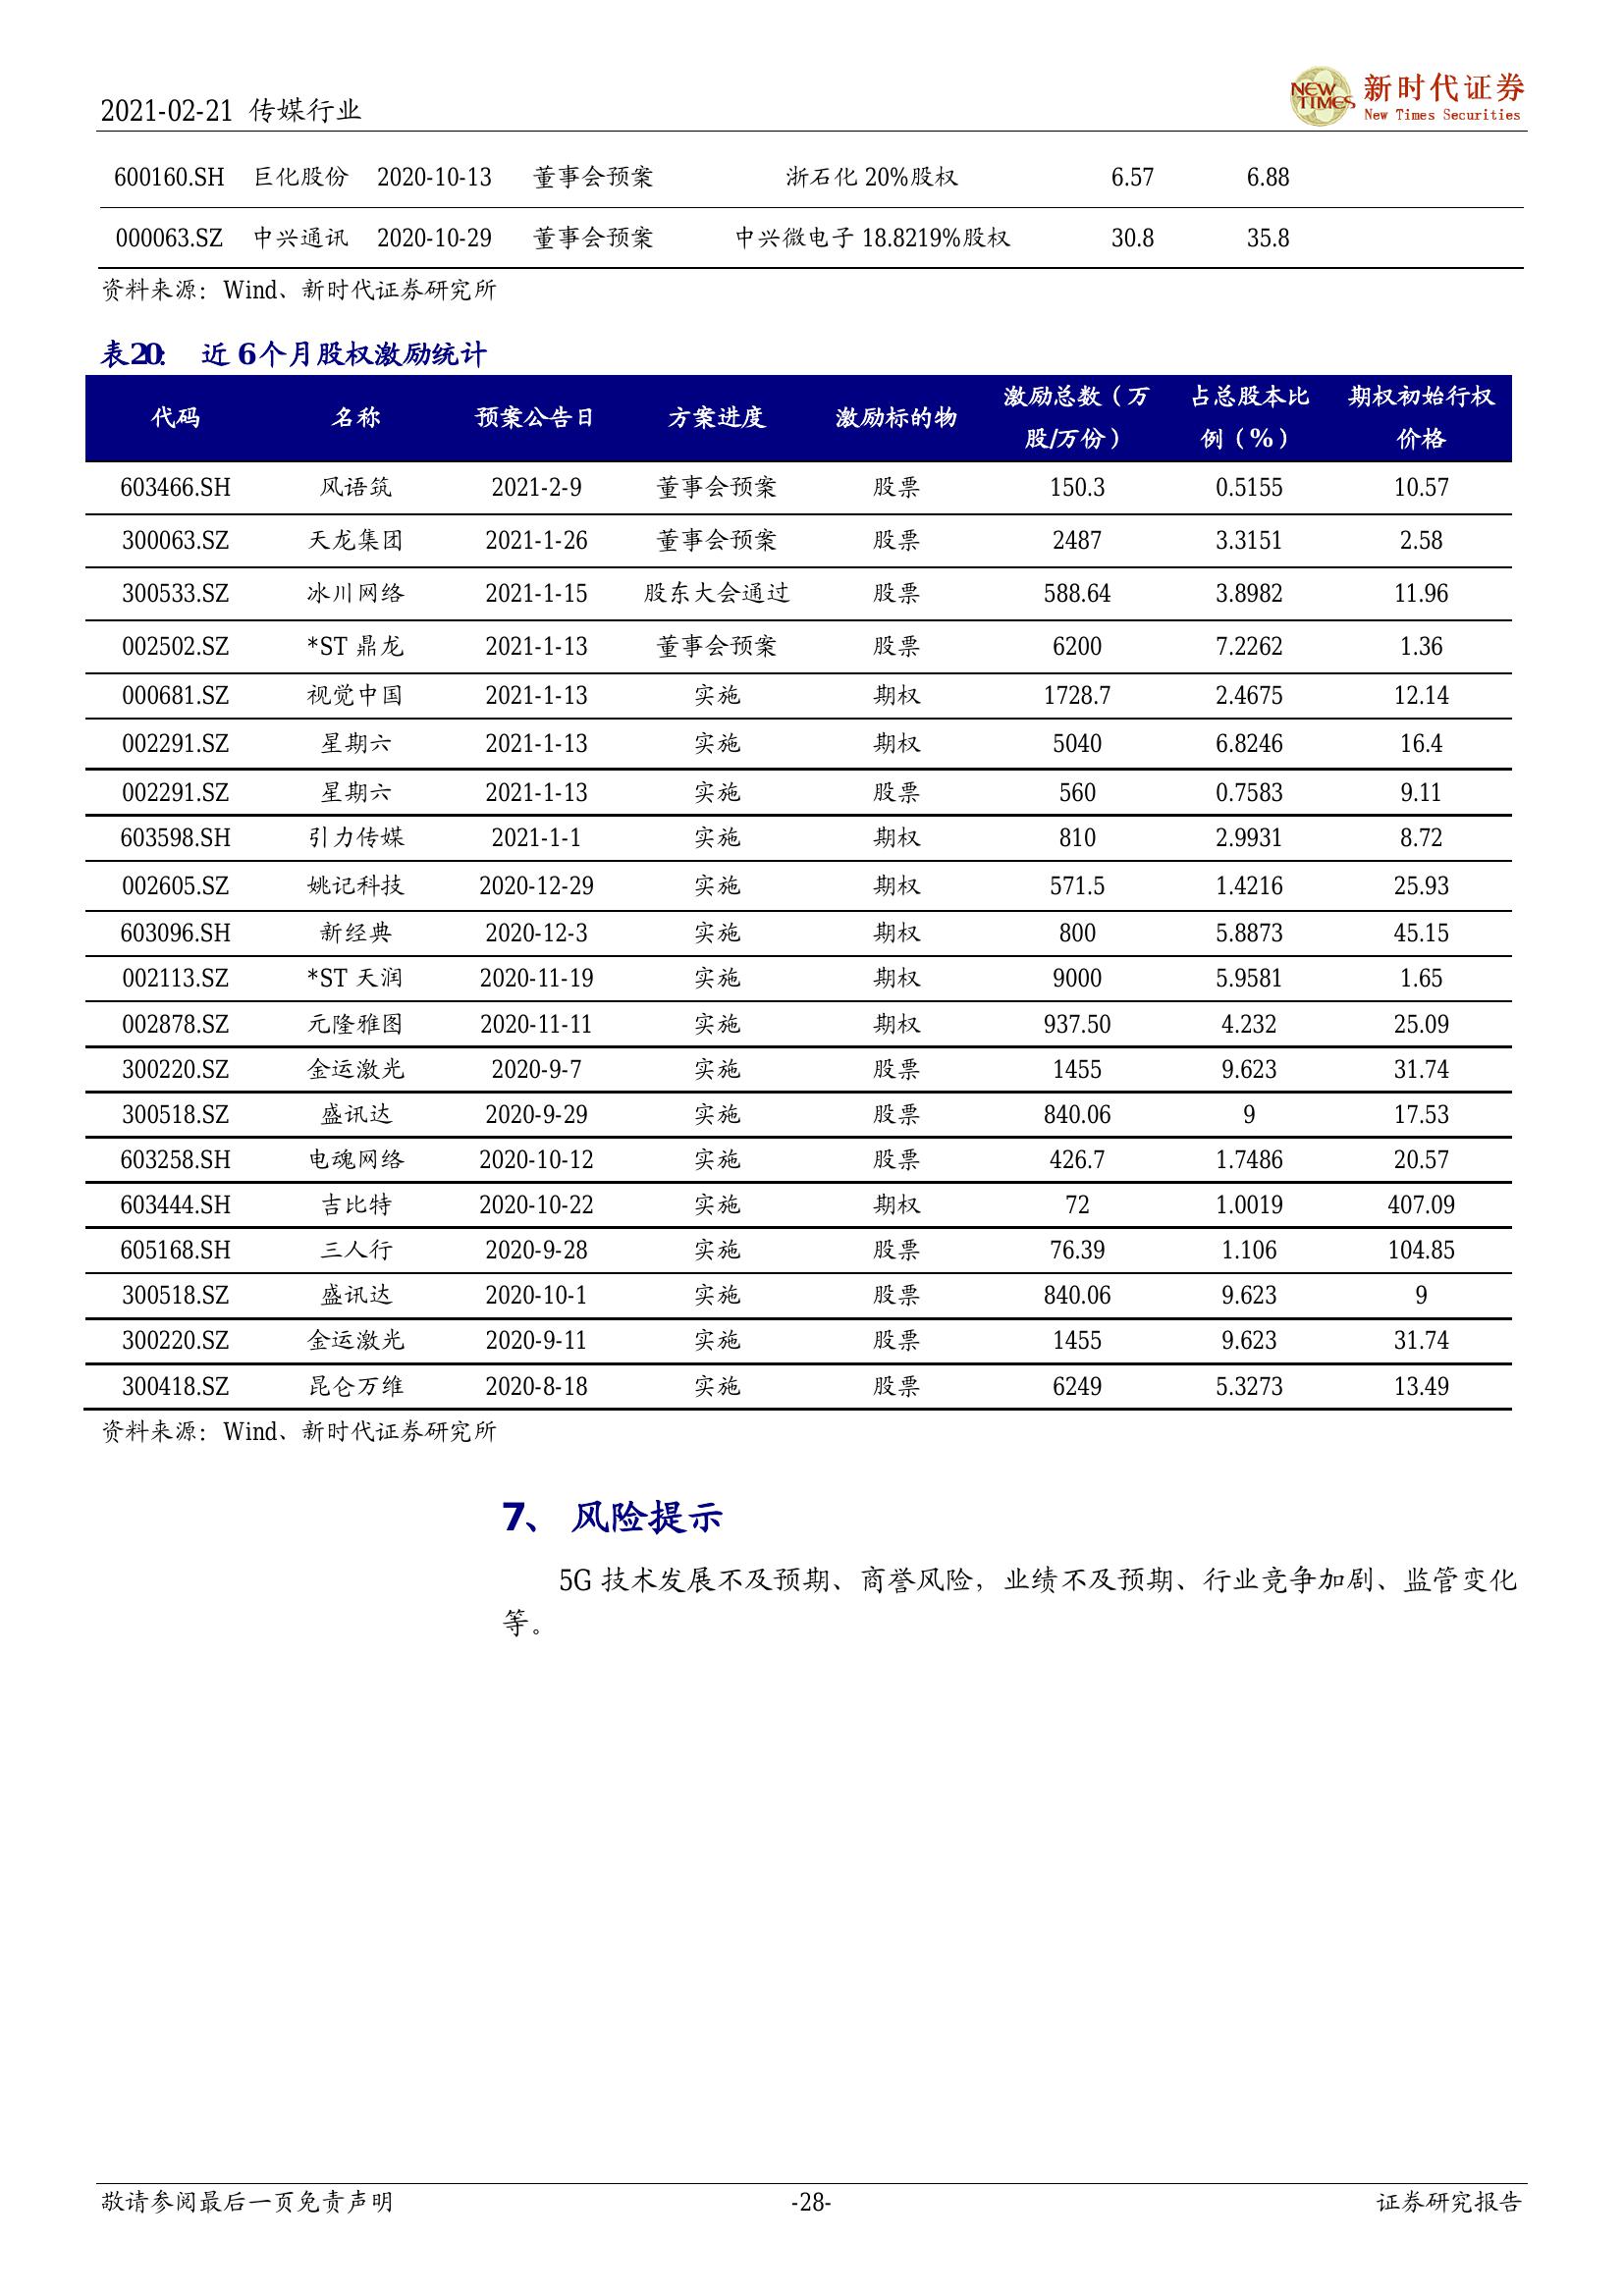 2021-02-21 传媒行业
NEW TIMES 新时代证券
New Times Securities
600160.SH 巨化股份 2020-10-13 董事会预案 浙石化 20%股权 6.57 6.88
000063.SZ 中兴通讯 2020-10-29 董事会预案 中兴微电子 18.8219%股权 30.8 35.8
资料来源：Wind、新时代证券研究所
表20： 近 6 个月股权激励统计
代码 名称 预案公告日 方案进度 激励标的物 激励总数（万股/万份） 占总股本比例（%） 期权初始行权价格
603466.SH 风语筑 2021-2-9 董事会预案 股票 150.3 0.5155 10.57
300063.SZ 天龙集团 2021-1-26 董事会预案 股票 2487 3.3151 2.58
300533.SZ 冰川网络 2021-1-15 股东大会通过 股票 588.64 3.8982 11.96
002502.SZ *ST 鼎龙 2021-1-13 董事会预案 股票 6200 7.2262 1.36
000681.SZ 视觉中国 2021-1-13 实施 期权 1728.7 2.4675 12.14
002291.SZ 星期六 2021-1-13 实施 期权 5040 6.8246 16.4
002291.SZ 星期六 2021-1-13 实施 股票 560 0.7583 9.11
603598.SH 引力传媒 2021-1-1 实施 期权 810 2.9931 8.72
002605.SZ 姚记科技 2020-12-29 实施 期权 571.5 1.4216 25.93
603096.SH 新经典 2020-12-3 实施 期权 800 5.8873 45.15
002113.SZ *ST 天润 2020-11-19 实施 期权 9000 5.9581 1.65
002878.SZ 元隆雅图 2020-11-11 实施 期权 937.50 4.232 25.09
300220.SZ 金运激光 2020-9-7 实施 股票 1455 9.623 31.74
300518.SZ 盛讯达 2020-9-29 实施 股票 840.06 9 17.53
603258.SH 电魂网络 2020-10-12 实施 股票 426.7 1.7486 20.57
603444.SH 吉比特 2020-10-22 实施 期权 72 1.0019 407.09
605168.SH 三人行 2020-9-28 实施 股票 76.39 1.106 104.85
300518.SZ 盛讯达 2020-10-1 实施 股票 840.06 9.623 9
300220.SZ 金运激光 2020-9-11 实施 股票 1455 9.623 31.74
300418.SZ 昆仑万维 2020-8-18 实施 股票 6249 5.3273 13.49
资料来源：Wind、新时代证券研究所
7、 风险提示
5G 技术发展不及预期、商誉风险，业绩不及预期、行业竞争加剧、监管变化
等。
敬请参阅最后一页免责声明 -28- 证券研究报告